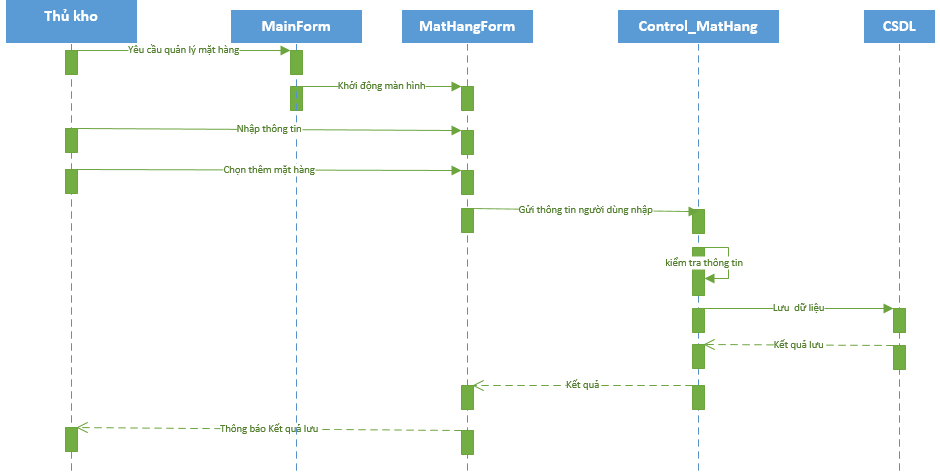 Thủ kho
MainForm
MatHangForm
Control_MatHang
CSDL
Yêu cầu quản lý mặt hàng
Khởi động màn hình
Nhập thông tin
Chọn thêm mặt hàng
Gửi thông tin người dùng nhập
kiểm tra thông tin
Lưu  dữ liệu
Kết quả lưu
Kết quả
Thông báo Kết quả lưu